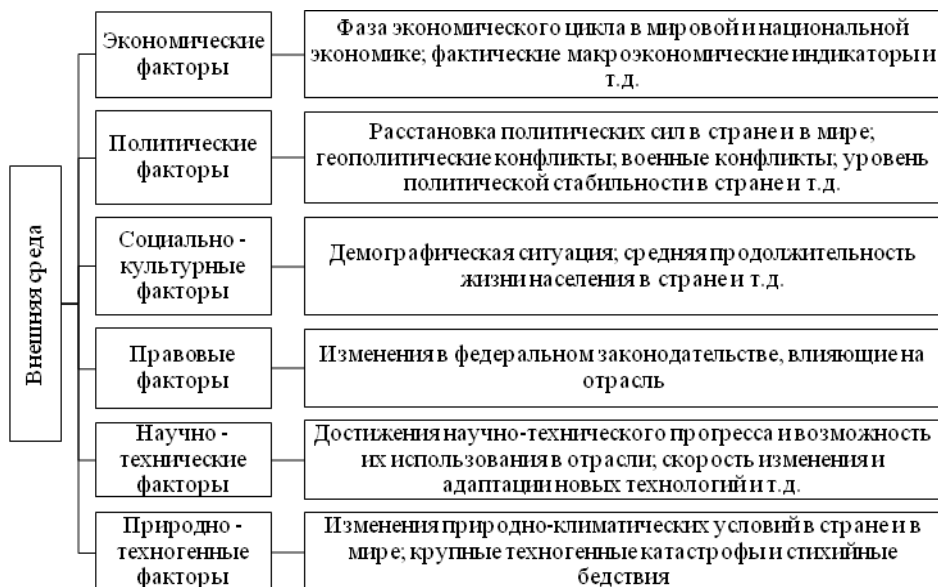 Внешняя среда
Экономические
факторы
Фаза экономического цикла в мировой и национальной
экономике; фактические макроэкономические индикаторы и
т.д.
Политические
факторы
Расстановка политических сил в стране и в мире;
геополитические конфликты; военные конфликты; уровень
политической стабильности в стране и т.д.
Социально -
культурные
факторы
Демографическая ситуация; средняя продолжительность
жизни населения в стране и т.д.
Правовые
факторы
Изменения в федеральном законодательстве, влияющие на
отрасль
Научно -
технические
факторы
Достижения научно-технического прогресса и возможность
их использования в отрасли; скорость изменения и
адаптации новых технологий и т.д.
Природно -
техногенные
факторы
Изменения природно-климатических условий в стране и в
мире; крупные техногенные катастрофы и стихийные
бедствия